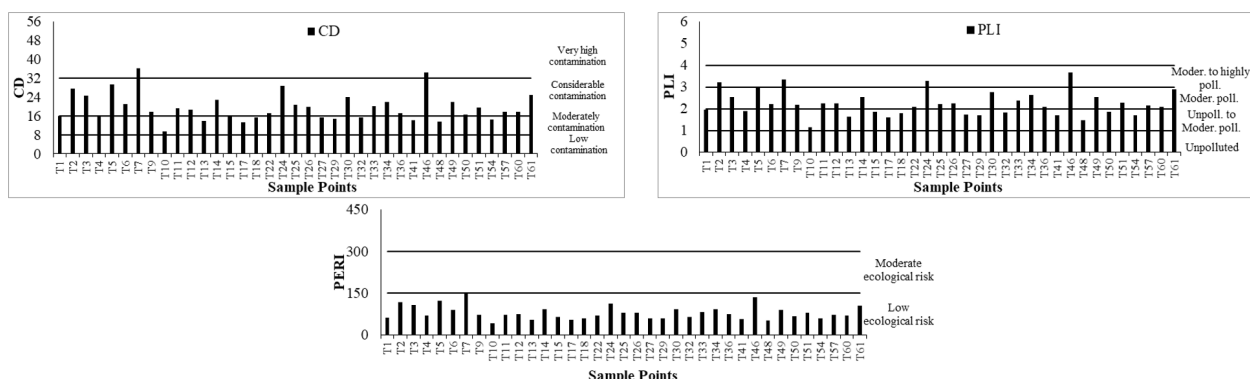 CD
56
48
40
32
24
16
8
0
CD
Very high
contamination
Considerable
contamination
Moderately
contamination
Low
contamination
T1 T2 T3 T4 T5 T6 T7 T9 T10 T11 T12 T13 T14 T15 T17 T18 T22 T24 T25 T26 T27 T29 T30 T32 T33 T34 T36 T41 T46 T48 T49 T50 T51 T54 T57 T60 T61
Sample Points
PLI
6
5
4
3
2
1
0
PLI
Moder. to highly
poll.
Moder. poll.
Unpoll. to
Moder. poll.
Unpolluted
T1 T2 T3 T4 T5 T6 T7 T9 T10 T11 T12 T13 T14 T15 T17 T18 T22 T24 T25 T26 T27 T29 T30 T32 T33 T34 T36 T41 T46 T48 T49 T50 T51 T54 T57 T60 T61
Sample Points
450
300
150
0
PERI
Moderate
ecological risk
Low
ecological risk
T1 T2 T3 T4 T5 T6 T7 T9 T10 T11 T12 T13 T14 T15 T17 T18 T22 T24 T25 T26 T27 T29 T30 T32 T33 T34 T36 T41 T46 T48 T49 T50 T51 T54 T57 T60 T61
Sample Points